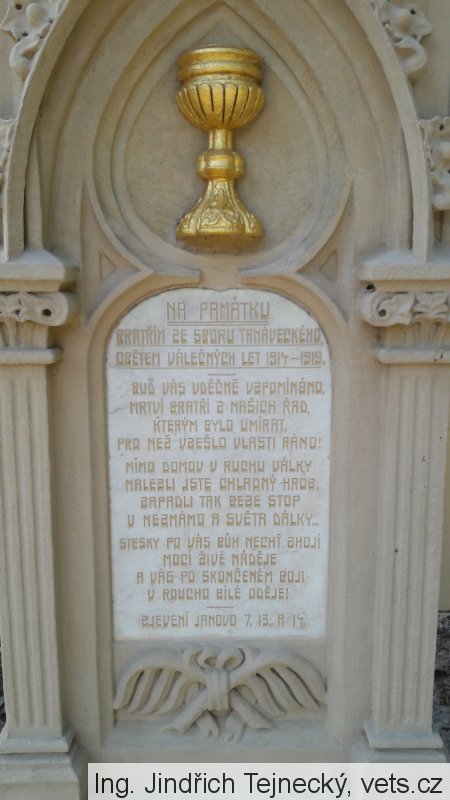 NA PAMÁTKU
BRATŘÍM ZE SBORU TRNÁVECKÉHO,
OBĚTEM VÁLEČNÝCH LET 1914–1919.
BUĎ VÁS VDĚČNĚ VZPOMÍNÁNO,
MRTVÍ BRATŘÍ Z NAŠICH ŘAD,
KTERÝM BYLO UMÍRAT,
PRO NĚŽ VZEŠLO VLASTI RÁNO!
MIMO DOMOV V RUCHU VÁLKY
NALEZLI JSTE CHLADNÝ HROB,
ZAPADLI TAK BEZE STOP
V NEZNÁMO A SVĚTA DÁLKY...
STESKY PO VÁS BŮH NECHŤ ZHOJÍ
MOCÍ ŽIVÉ NADĚJE
A VÁS PO SKONČENÉM BOJI
V ROUCHO BÍLÉ ODĚJE!
ZJEVENÍ JANOVO 7, 13. A 14.
Ing. Jindřich Tejnecký, vets.cz